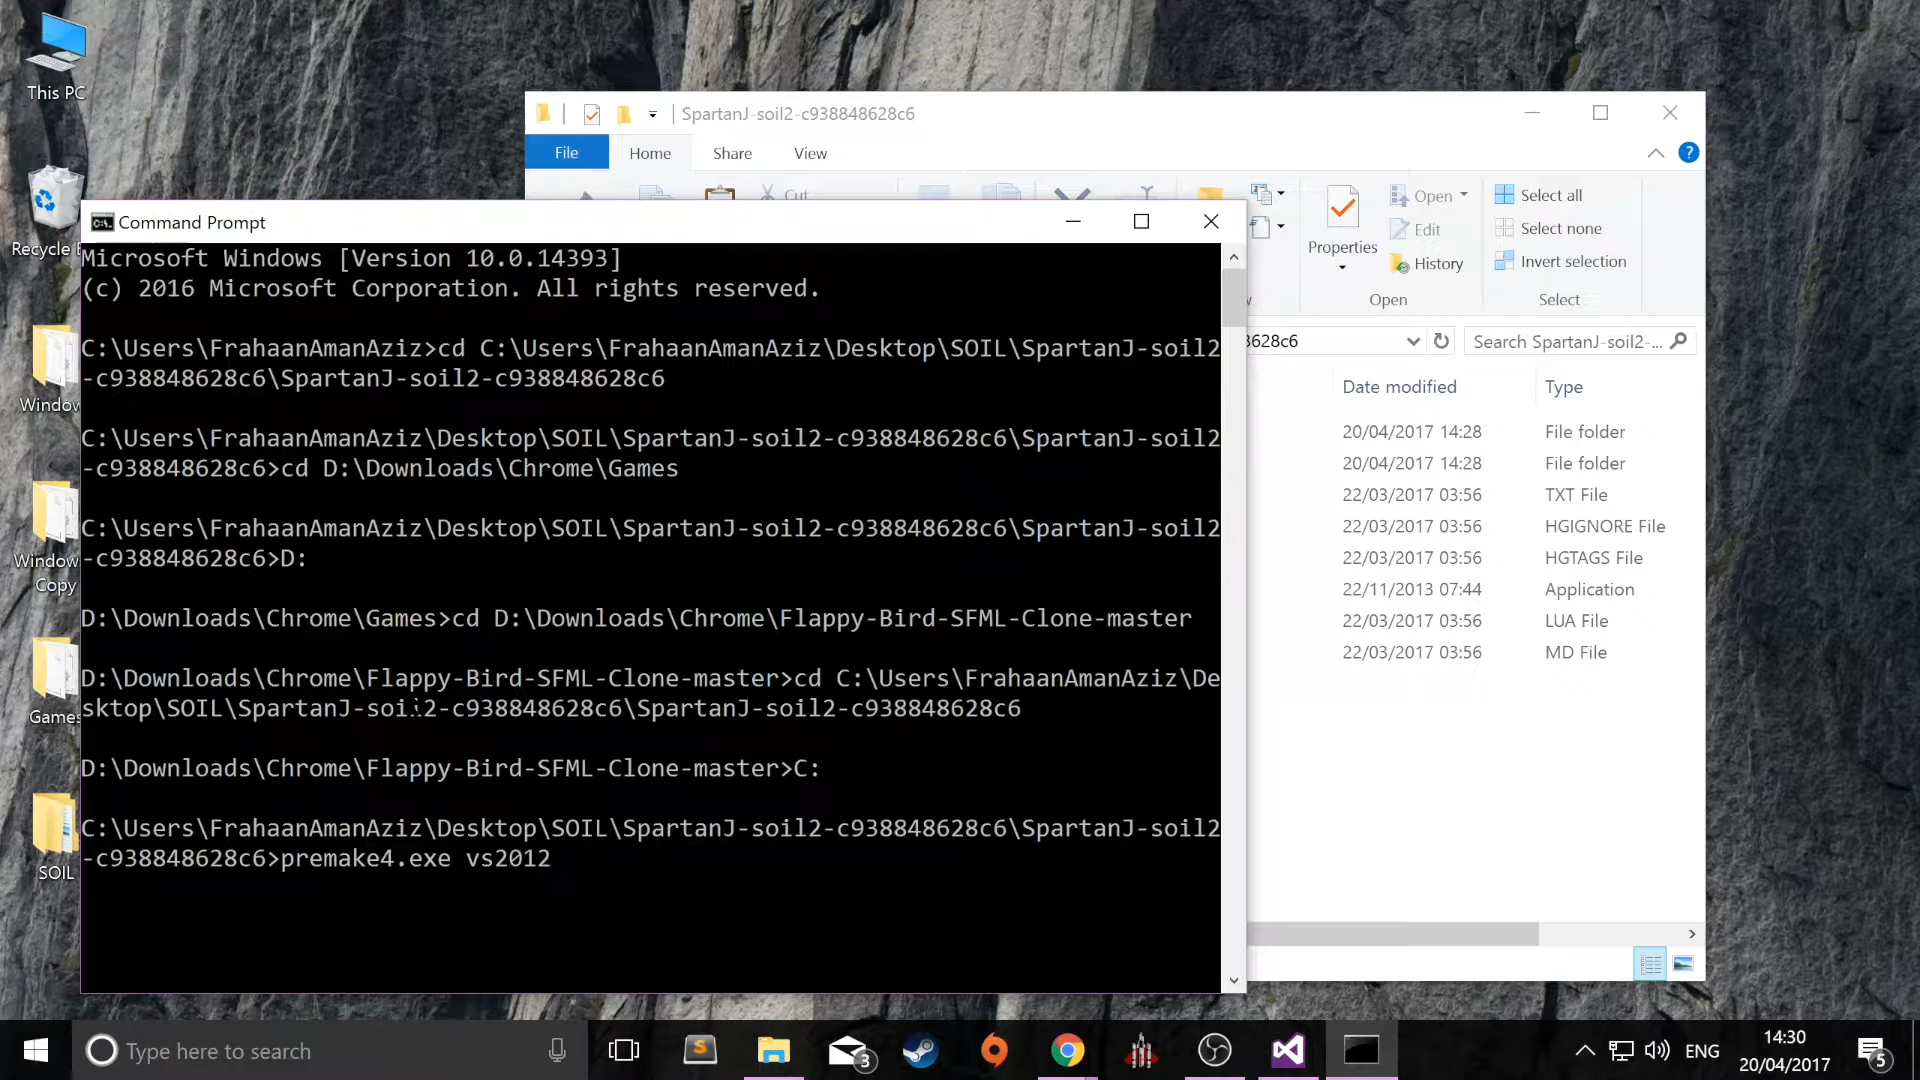 This PC
Recycle
Window
Window
Copy
Games
SOIL
SpartanJ-soil2-c938848628c6
File
Home
Share
View
Cut
Properties
Open
Edit
History
Open
Select all
Select none
Invert selection
Select
8628c6
Search SpartanJ-soil2-...
Date modified
Type
20/04/2017 14:28 File folder
20/04/2017 14:28 File folder
22/03/2017 03:56 TXT File
22/03/2017 03:56 HGIGNORE File
22/03/2017 03:56 HGTAGS File
22/11/2013 07:44 Application
22/03/2017 03:56 LUA File
22/03/2017 03:56 MD File
Command Prompt
Microsoft Windows [Version 10.0.14393]
(c) 2016 Microsoft Corporation. All rights reserved.
C:\Users\FrahaanAmanAziz>cd C:\Users\FrahaanAmanAziz\Desktop\SOIL\SpartanJ-soil2
-c938848628c6\SpartanJ-soil2-c938848628c6
C:\Users\FrahaanAmanAziz\Desktop\SOIL\SpartanJ-soil2-c938848628c6\SpartanJ-soil2
-c938848628c6>cd D:\Downloads\Chrome\Games
C:\Users\FrahaanAmanAziz\Desktop\SOIL\SpartanJ-soil2-c938848628c6\SpartanJ-soil2
-c938848628c6>D:
D:\Downloads\Chrome\Games>cd D:\Downloads\Chrome\Flappy-Bird-SFML-Clone-master
D:\Downloads\Chrome\Flappy-Bird-SFML-Clone-master>cd C:\Users\FrahaanAmanAziz\De
sktop\SOIL\SpartanJ-soil2-c938848628c6\SpartanJ-soil2-c938848628c6
D:\Downloads\Chrome\Flappy-Bird-SFML-Clone-master>C:
C:\Users\FrahaanAmanAziz\Desktop\SOIL\SpartanJ-soil2-c938848628c6\SpartanJ-soil2
-c938848628c6>premake4.exe vs2012
Type here to search
3
ENG
14:30
20/04/2017
5